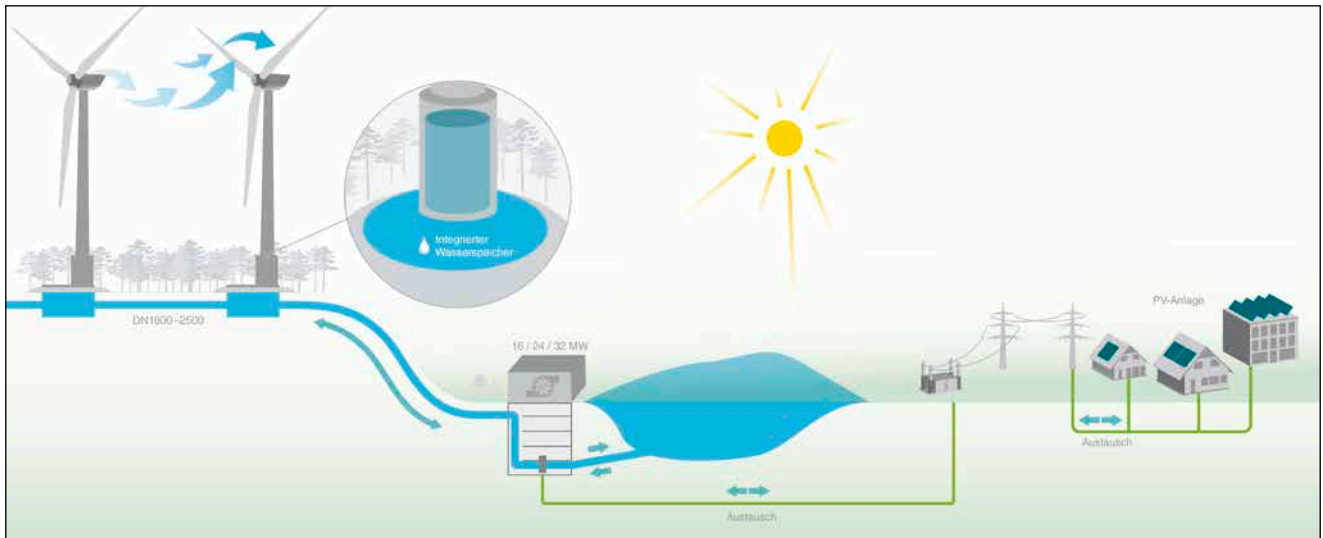 Integrierter
Wasserspeicher
DN1600–2500
16 / 24 / 32 MW
PV-Anlage
Austausch
Austausch